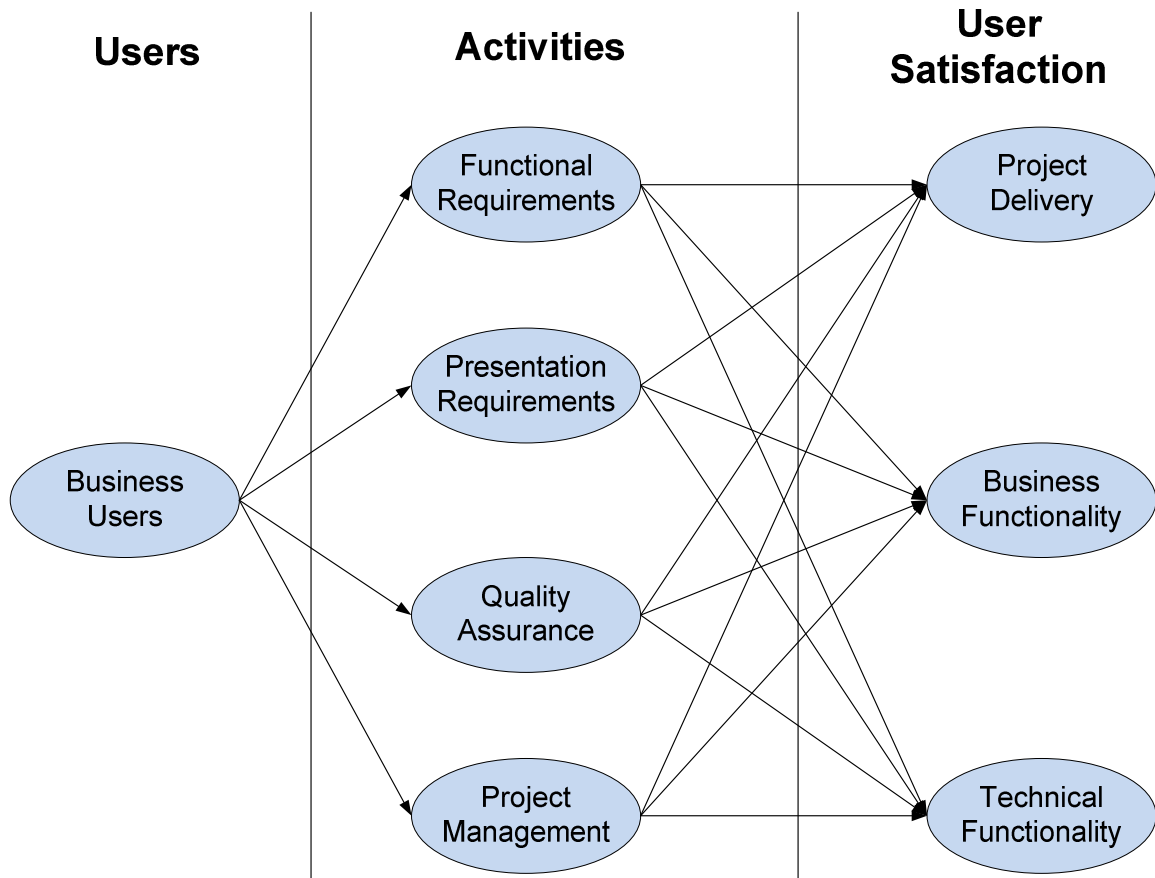 Users
Activities
User
Satisfaction
Functional
Requirements
Project
Delivery
Presentation
Requirements
Business
Users
Business
Functionality
Quality
Assurance
Project
Management
Technical
Functionality